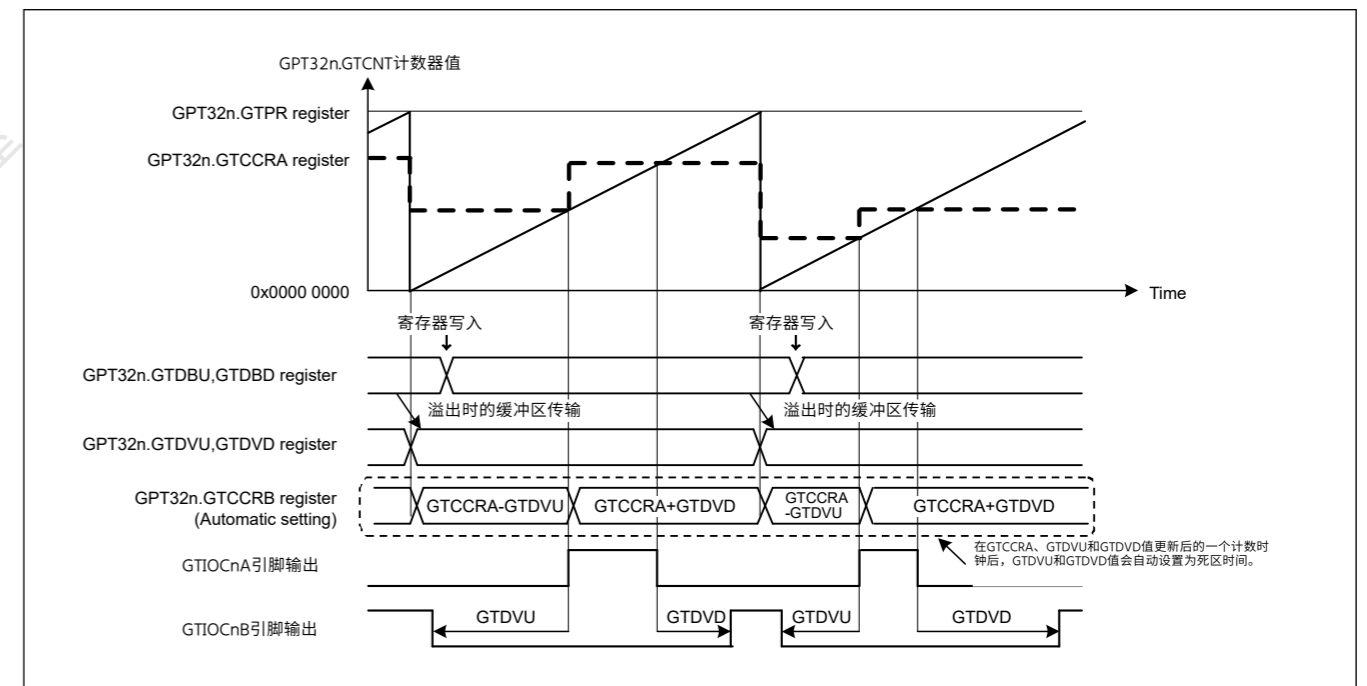 GPT32n.GTCNT计数器值
GPT32n.GTPR register
GPT32n.GTCCRA register
0x0000 0000
Time
寄存器写入
寄存器写入
GPT32n.GTDBU,GTDBD register
溢出时的缓冲区传输
溢出时的缓冲区传输
GPT32n.GTDVU,GTDVD register
GPT32n.GTCCRB register
(Automatic setting)
GTCCRA-GTDVU
GTCCRA+GTDVD
GTCCRA
-GTDVU
GTCCRA+GTDVD
在GTCCRA、GTDVU和GTDVD值更新后的一个计数时
钟后，GTDVU和GTDVD值会自动设置为死区时间。
GTIOCnA引脚输出
GTIOCnB引脚输出
GTDVU
GTDVD
GTDVU
GTDVD